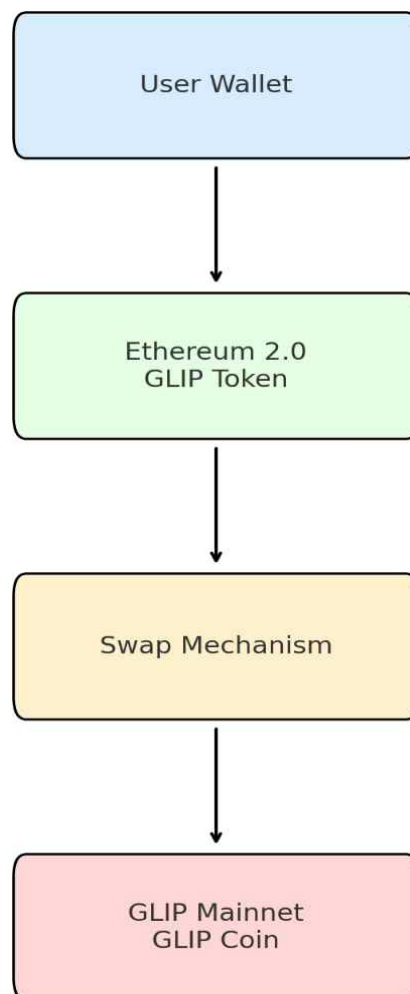 User Wallet
Ethereum 2.0
GLIP Token
Swap Mechanism
GLIP Mainnet
GLIP Coin